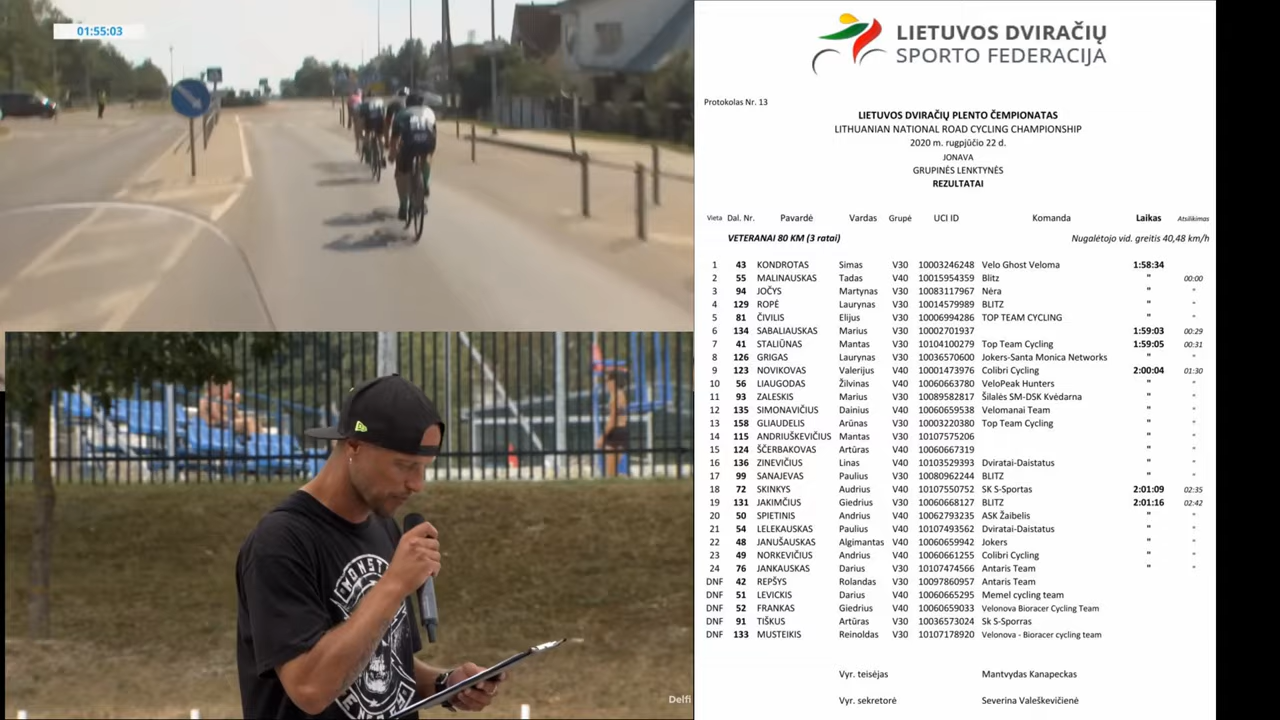 01:55:03
LIETUVOS DVIRAČIŲ
SPORTO FEDERACIJA
Protokolas Nr. 13
LIETUVOS DVIRAČIŲ PLENTO ČEMPIONATAS
LITHUANIAN NATIONAL ROAD CYCLING CHAMPIONSHIP
2020 m. rugpjūčio 22 d.
JONAVA
GRUPINĖS LENKTYNĖS
REZULTATAI
Vieta Dal. Nr. Pavardė Vardas Grupė UCI ID Komanda Laikas Atsilikimas
VETERANAI 80 KM (3 ratai) Nugalėtojo vid. greitis 40,48 km/h
1 43 KONDROTAS Simas V30 10003246248 Velo Ghost Veloma 1:58:34
2 55 MALINAUSKAS Tadas V40 10015954359 Blitz " 00:00
3 94 JOČYS Martynas V30 10083117967 Nėra " "
4 129 ROPĖ Laurynas V30 10014579989 BLITZ " "
5 81 ČIVILIS Elijus V30 10006994286 TOP TEAM CYCLING " "
6 134 SABALIAUSKAS Marius V30 10002701937 1:59:03 00:29
7 41 STALIŪNAS Mantas V30 10104100279 Top Team Cycling 1:59:05 00:31
8 126 GRIGAS Laurynas V30 10036570600 Jokers-Santa Monica Networks " "
9 123 NOVIKOVAS Valerijus V40 10001473976 Colibri Cycling 2:00:04 01:30
10 56 LIAUGODAS Žilvinas V40 10060663780 VeloPeak Hunters " "
11 93 ZALESKIS Marius V30 10089582817 Šilalės SM-DSK Kvėdarna " "
12 135 SIMONAVIČIUS Dainius V40 10060659538 Velomanai Team " "
13 158 GLIAUDELIS Arūnas V30 10003220380 Top Team Cycling " "
14 115 ANDRIUŠKEVIČIUS Mantas V30 10107575206 " "
15 124 ŠČERBAKOVAS Artūras V40 10060667319 " "
16 136 ZINEVIČIUS Linas V40 10103529393 Dviratai-Daistatus " "
17 99 SANAJEVAS Paulius V30 10080962244 BLITZ " "
18 72 SKINKYS Audrius V40 10107550752 SK S-Sportas 2:01:09 02:35
19 131 JAKIMČIUS Giedrius V30 10060668127 BLITZ 2:01:16 02:42
20 50 SPIETINIS Andrius V40 10062793235 ASK Žaibelis " "
21 54 LELEKAUSKAS Paulius V40 10107493562 Dviratai-Daistatus " "
22 48 JANUŠAUSKAS Algimantas V40 10060659942 Jokers " "
23 49 NORKEVIČIUS Andrius V40 10060661255 Colibri Cycling " "
24 76 JANKAUSKAS Darius V30 10107474566 Antaris Team " "
DNF 42 REPŠYS Rolandas V30 10097860957 Antaris Team
DNF 51 LEVICKIS Darius V40 10060665295 Memel cycling team
DNF 52 FRANKAS Giedrius V40 10060659033 Velonova Bioracer Cycling Team
DNF 91 TIŠKUS Artūras V30 10036573024 Sk S-Sporras
DNF 133 MUSTEIKIS Reinoldas V30 10107178920 Velonova - Bioracer cycling team
Vyr. teisėjas Mantvydas Kanapeckas
Vyr. sekretorė Severina Valeškevičienė
Delfi